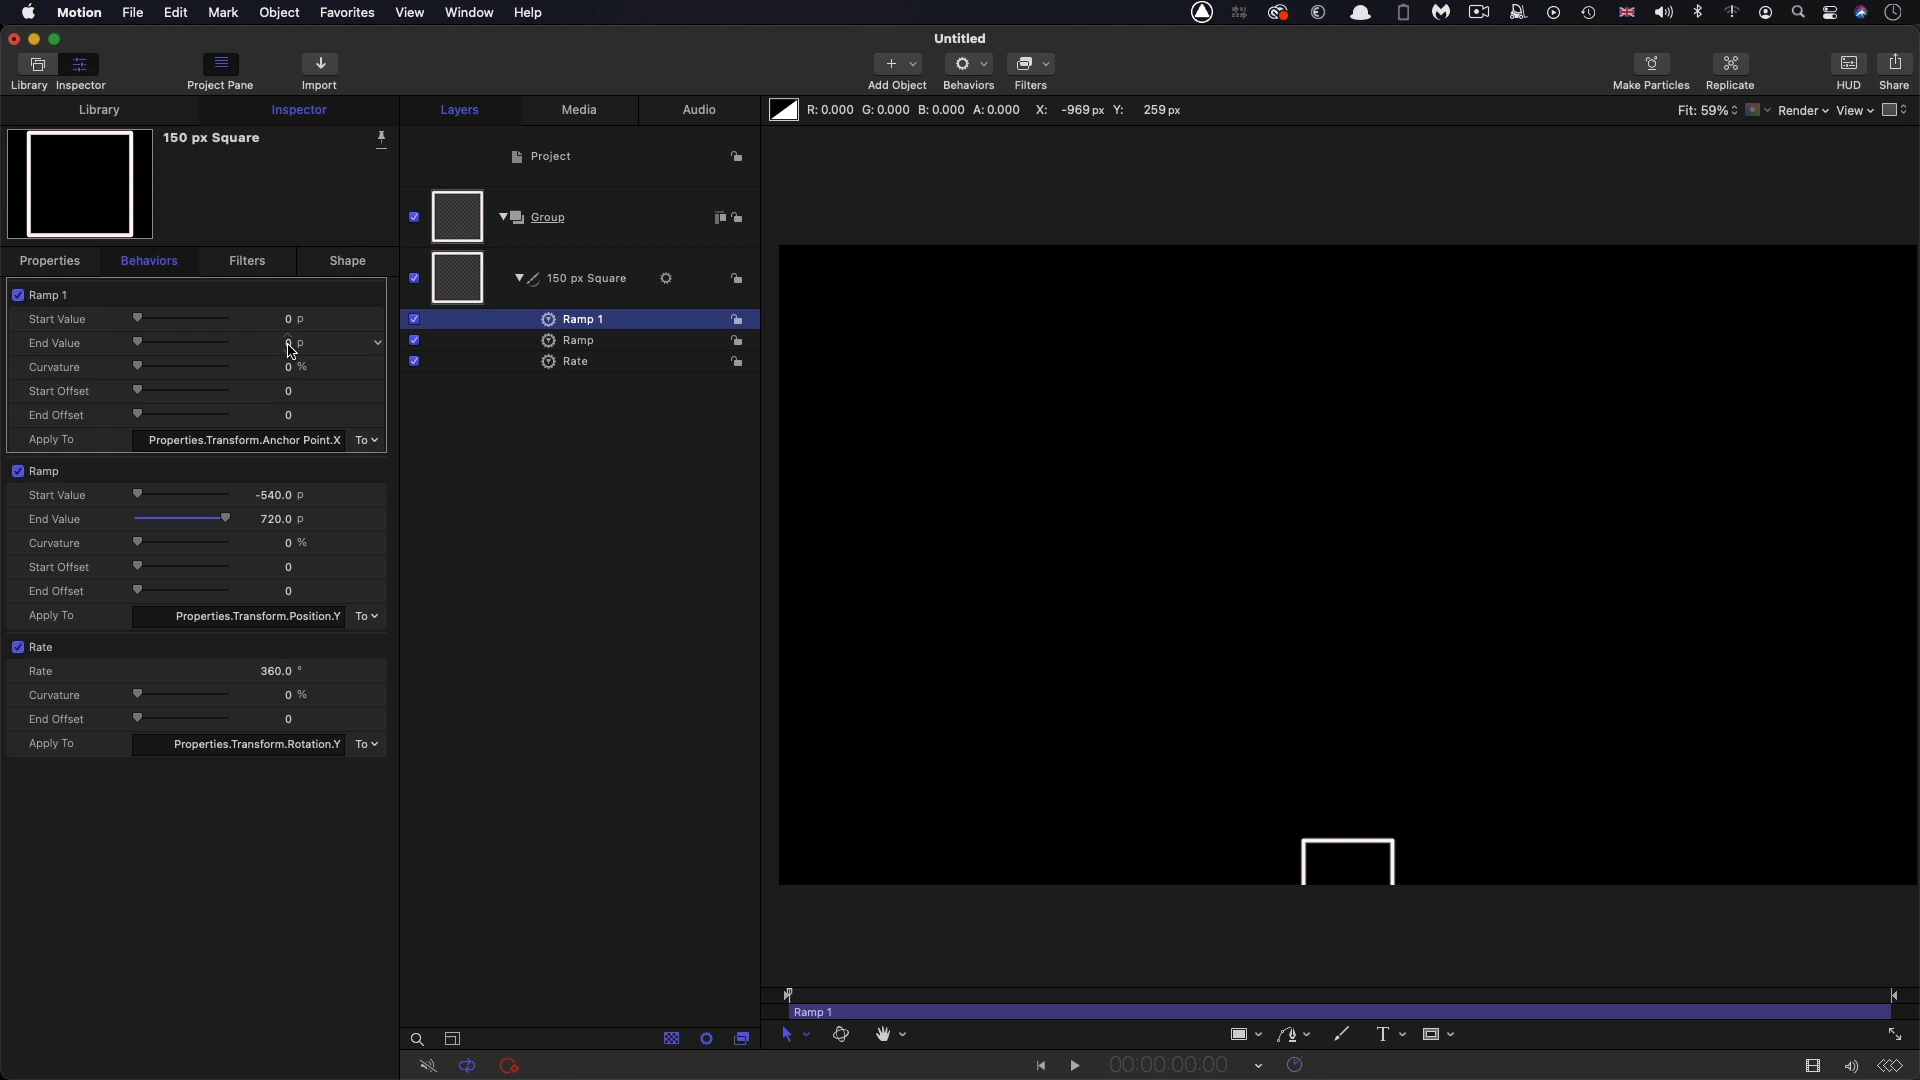 Motion File Edit Mark Object Favorites View Window Help
Untitled
Library Inspector Project Pane Import Add Object Behaviors Filters Make Particles Replicate HUD Share
Library Inspector Layers Media Audio R: 0.000 G: 0.000 B: 0.000 A: 0.000 X: -969 px Y: 259 px Fit: 59% Render View
150 px Square
Project
Group
Properties Behaviors Filters Shape
150 px Square
Ramp 1
Start Value 0 p
End Value 0 p
Curvature 0 %
Start Offset 0
End Offset 0
Apply To Properties.Transform.Anchor Point.X To
Ramp 1
Ramp
Rate
Ramp
Start Value -540.0 p
End Value 720.0 p
Curvature 0 %
Start Offset 0
End Offset 0
Apply To Properties.Transform.Position.Y To
Rate
Rate 360.0 °
Curvature 0 %
End Offset 0
Apply To Properties.Transform.Rotation.Y To
Ramp 1
T
00:00:00:00